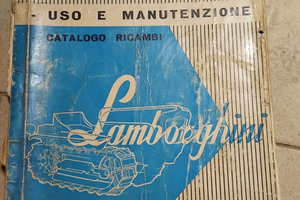 - USO E MANUTENZIONE
CATALOGO RICAMBI
Lamborghini